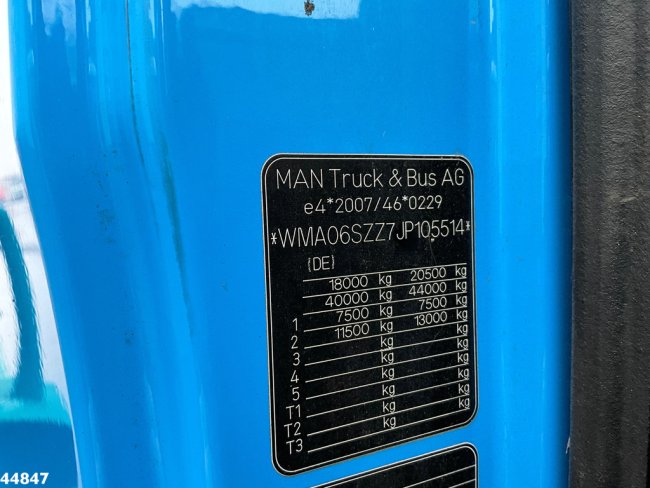 MAN Truck & Bus AG
e4*2007/46*0229
*WMA06SZZ7JP105514*
(DE)
18000 kg 20500 kg
40000 kg 44000 kg
1 7500 kg 7500 kg
2 11500 kg 13000 kg
3 kg kg
4 kg kg
5 kg kg
T1 kg kg
T2 kg
T3
44847